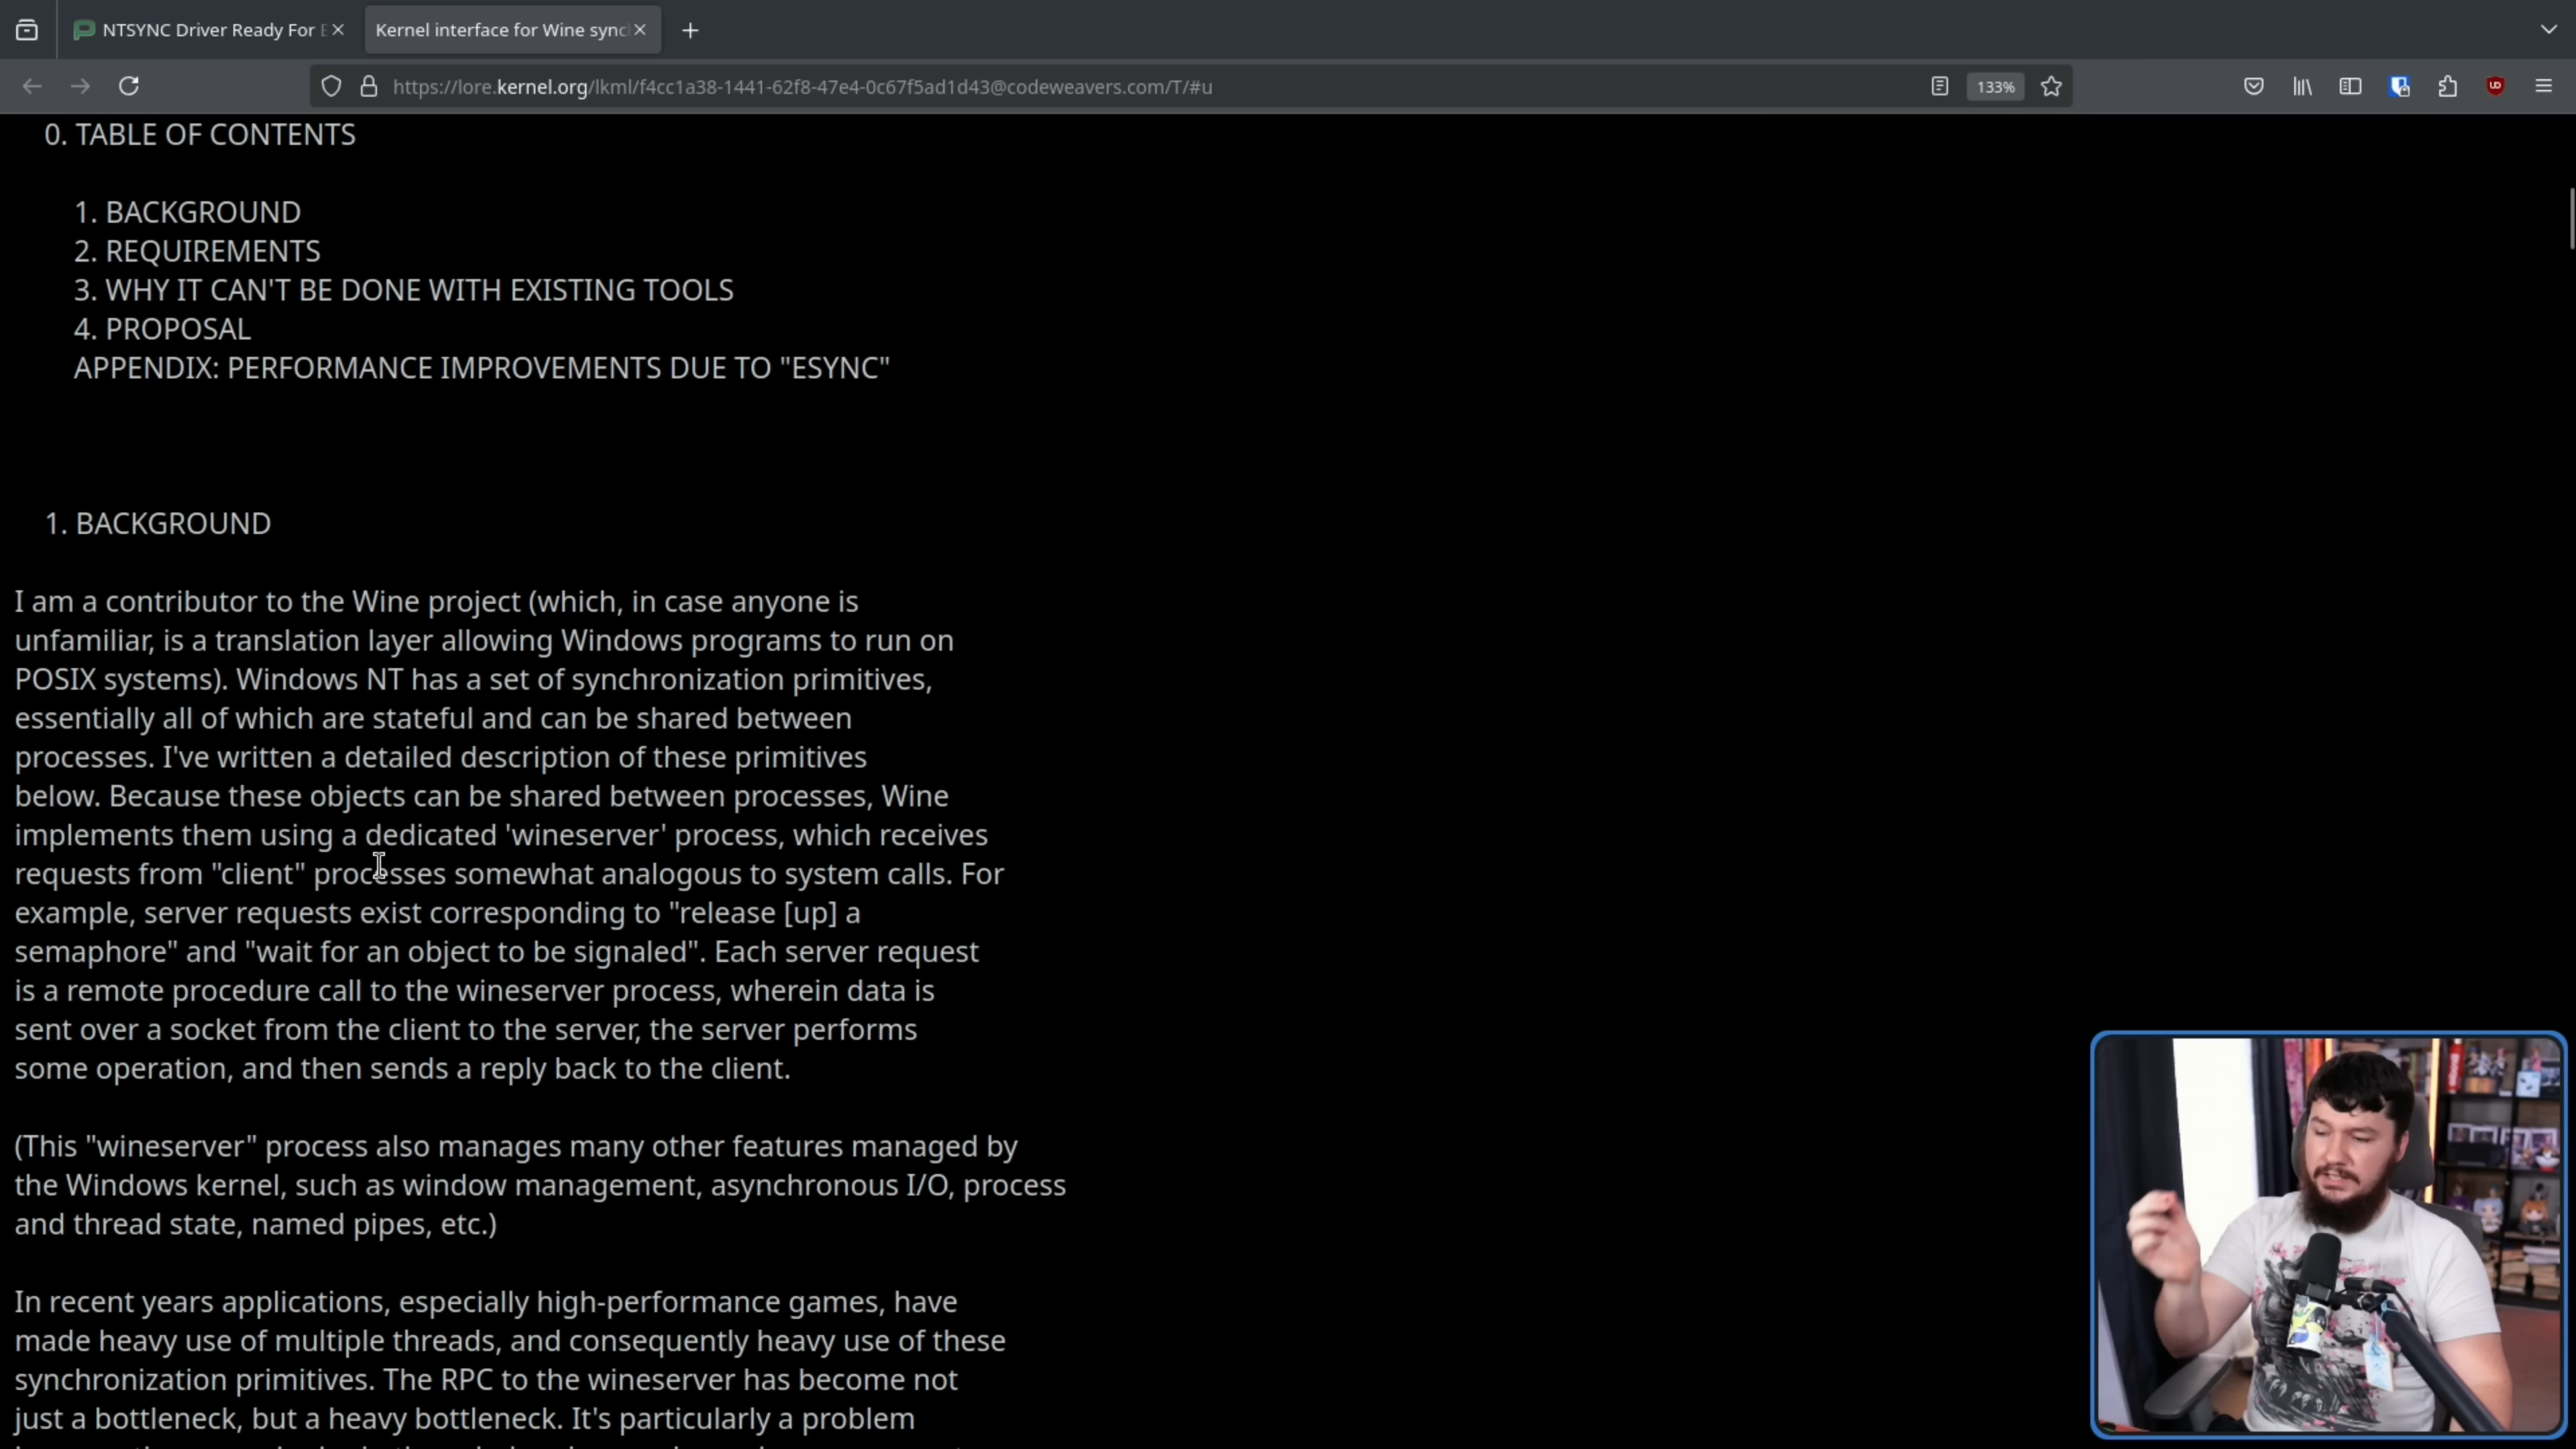 NTSYNC Driver Ready For
Kernel interface for Wine sync
https://lore.kernel.org/lkml/f4cc1a38-1441-62f8-47e4-0c67f5ad1d43@codeweavers.com/T/#u
133%
0. TABLE OF CONTENTS
1. BACKGROUND
2. REQUIREMENTS
3. WHY IT CAN'T BE DONE WITH EXISTING TOOLS
4. PROPOSAL
APPENDIX: PERFORMANCE IMPROVEMENTS DUE TO "ESYNC"
1. BACKGROUND
I am a contributor to the Wine project (which, in case anyone is
unfamiliar, is a translation layer allowing Windows programs to run on
POSIX systems). Windows NT has a set of synchronization primitives,
essentially all of which are stateful and can be shared between
processes. I've written a detailed description of these primitives
below. Because these objects can be shared between processes, Wine
implements them using a dedicated 'wineserver' process, which receives
requests from "client" processes somewhat analogous to system calls. For
example, server requests exist corresponding to "release [up] a
semaphore" and "wait for an object to be signaled". Each server request
is a remote procedure call to the wineserver process, wherein data is
sent over a socket from the client to the server, the server performs
some operation, and then sends a reply back to the client.
(This "wineserver" process also manages many other features managed by
the Windows kernel, such as window management, asynchronous I/O, process
and thread state, named pipes, etc.)
In recent years applications, especially high-performance games, have
made heavy use of multiple threads, and consequently heavy use of these
synchronization primitives. The RPC to the wineserver has become not
just a bottleneck, but a heavy bottleneck. It's particularly a problem